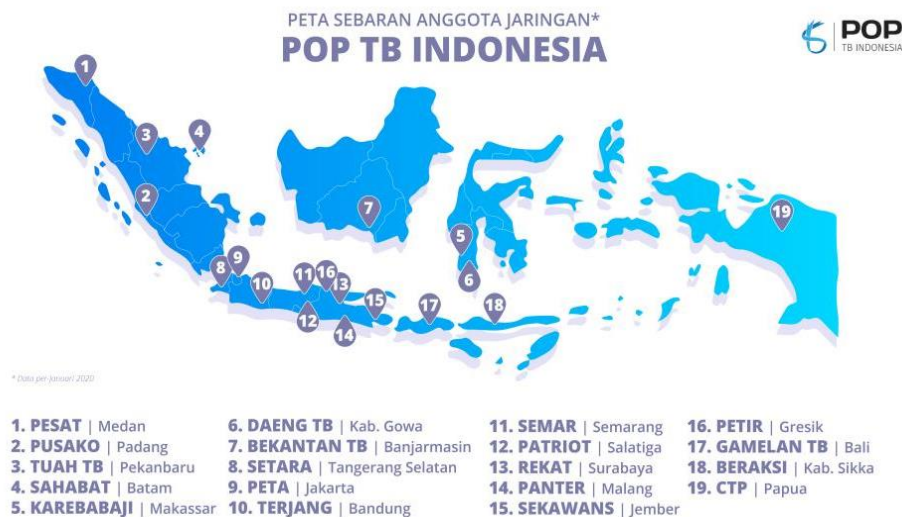 PETA SEBARAN ANGGOTA JARINGAN*
POP TB INDONESIA
POP
TB INDONESIA
1
2
3
4
5
6
7
8
9
10
11
12
13
14
15
16
17
18
19
* Data per-Januari 2020
1. PESAT | Medan
2. PUSAKO | Padang
3. TUAH TB | Pekanbaru
4. SAHABAT | Batam
5. KAREBABAJI | Makassar
6. DAENG TB | Kab. Gowa
7. BEKANTAN TB | Banjarmasin
8. SETARA | Tangerang Selatan
9. PETA | Jakarta
10. TERJANG | Bandung
11. SEMAR | Semarang
12. PATRIOT | Salatiga
13. REKAT | Surabaya
14. PANTER | Malang
15. SEKAWANS | Jember
16. PETIR | Gresik
17. GAMELAN TB | Bali
18. BERAKSI | Kab. Sikka
19. CTP | Papua